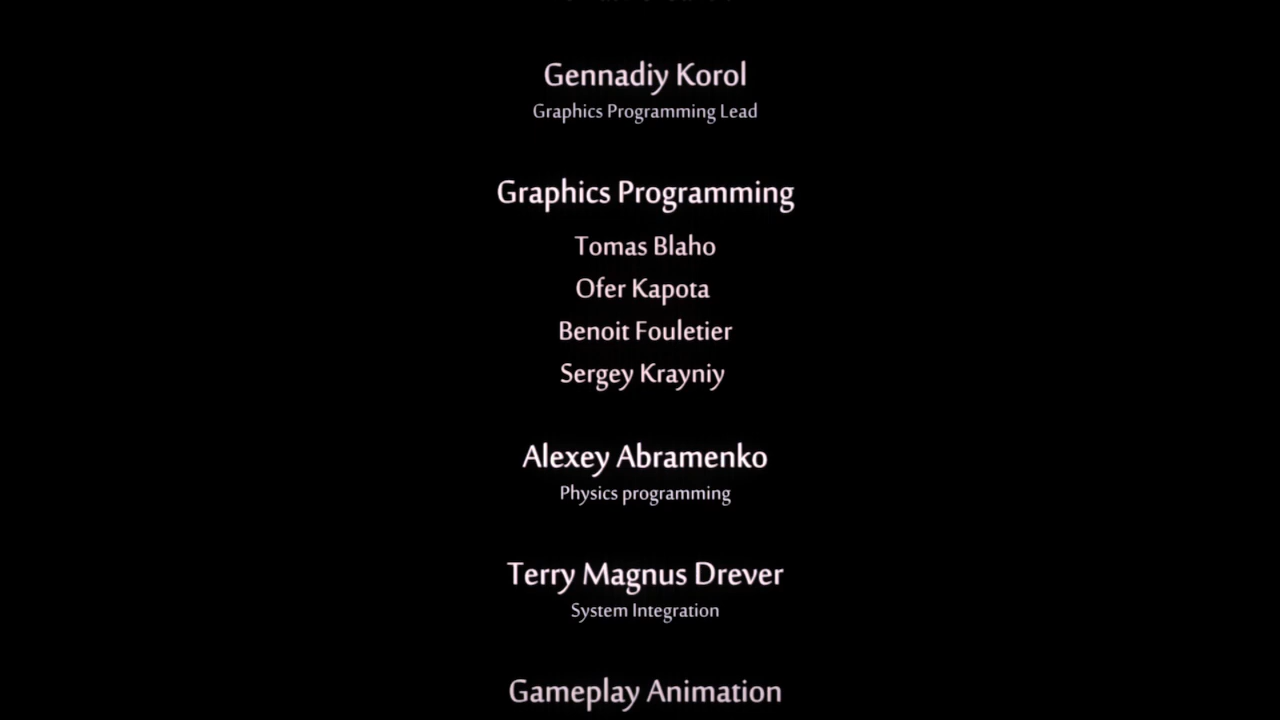 Gennadiy Korol
Graphics Programming Lead
Graphics Programming
Tomas Blaho
Ofer Kapota
Benoit Fouletier
Sergey Krayniy
Alexey Abramenko
Physics programming
Terry Magnus Drever
System Integration
Gameplay Animation